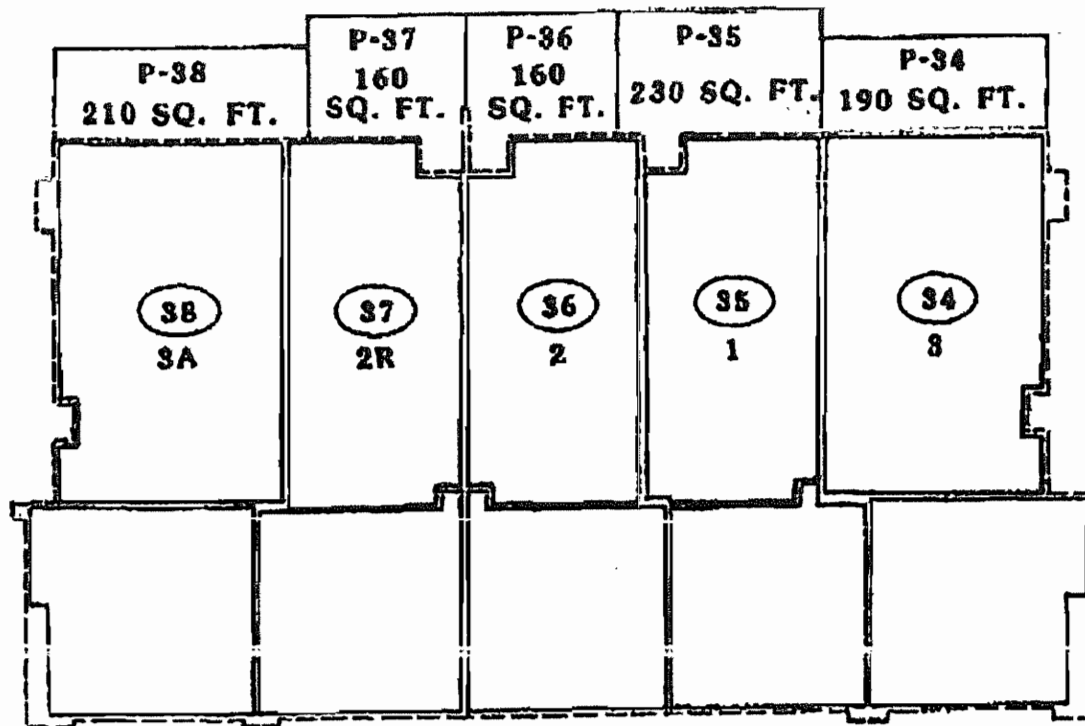 P-38
210 SQ. FT.
P-37
160
SQ. FT.
P-36
160
SQ. FT.
P-35
230 SQ. FT.
P-34
190 SQ. FT.
38
3A
37
2R
36
2
35
1
34
3